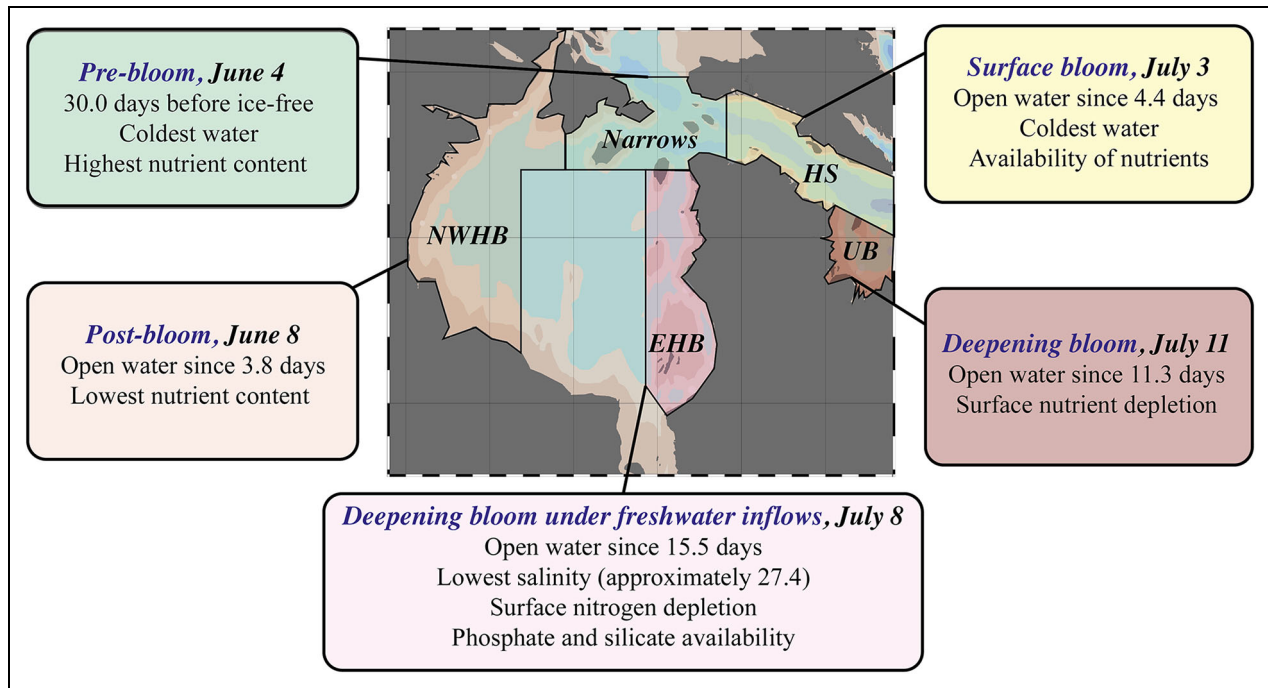 Pre-bloom, June 4
30.0 days before ice-free
Coldest water
Highest nutrient content
Surface bloom, July 3
Open water since 4.4 days
Coldest water
Availability of nutrients
Narrows
HS
NWHB
UB
EHB
Post-bloom, June 8
Open water since 3.8 days
Lowest nutrient content
Deepening bloom, July 11
Open water since 11.3 days
Surface nutrient depletion
Deepening bloom under freshwater inflows, July 8
Open water since 15.5 days
Lowest salinity (approximately 27.4)
Surface nitrogen depletion
Phosphate and silicate availability